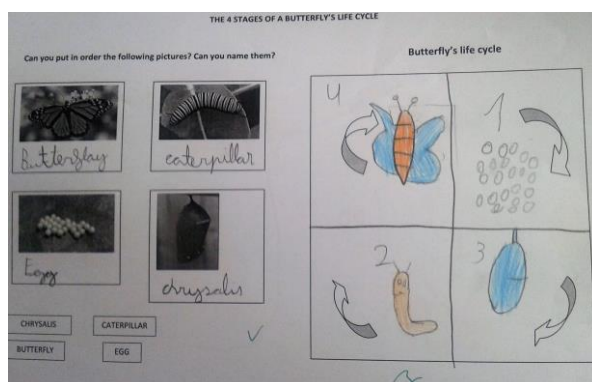 THE 4 STAGES OF A BUTTERFLY'S LIFE CYCLE
Can you put in order the following pictures? Can you name them?
Butterflay
caterpillar
Egg
chrysalis
CHRYSALIS
CATERPILLAR
BUTTERFLY
EGG
Butterfly's life cycle
4
1
2
3